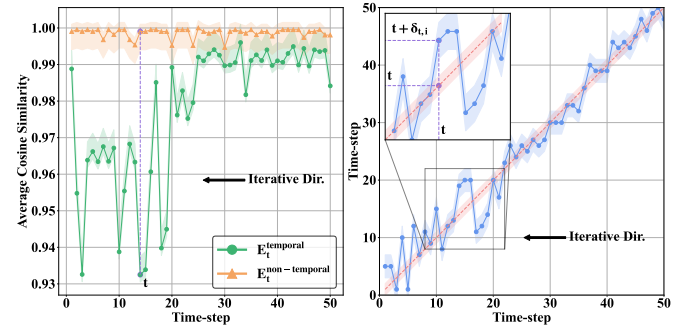 1.00
0.99
0.98
0.97
0.96
0.95
0.94
0.93
Average Cosine Similarity
0
10
20
30
40
50
Time-step
Iterative Dir.
t
E_t^temporal
E_t^non-temporal
50
40
30
20
10
0
Time-step
0
10
20
30
40
50
Time-step
t + δ_t,i
t
t
Iterative Dir.